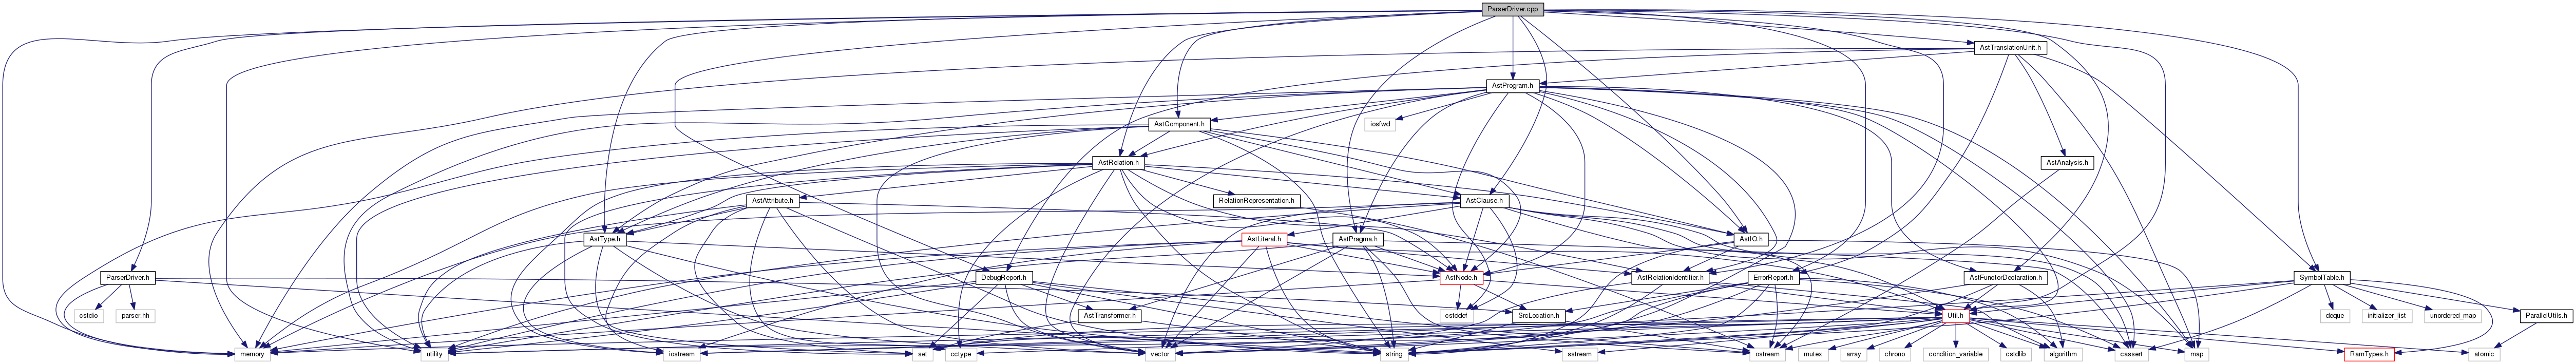 ParserDriver.cpp
AstTranslationUnit.h
AstProgram.h
AstComponent.h
iosfwd
AstRelation.h
AstAnalysis.h
AstAttribute.h
RelationRepresentation.h
AstClause.h
AstType.h
AstLiteral.h
AstPragma.h
AstIO.h
ParserDriver.h
DebugReport.h
AstNode.h
AstRelationIdentifier.h
ErrorReport.h
AstFunctorDeclaration.h
SymbolTable.h
cstdio
parser.hh
AstTransformer.h
cstddef
SrcLocation.h
Util.h
deque
initializer_list
unordered_map
ParallelUtils.h
memory
utility
iostream
set
cctype
vector
string
sstream
ostream
mutex
array
chrono
condition_variable
cstdlib
algorithm
cassert
map
RamTypes.h
atomic